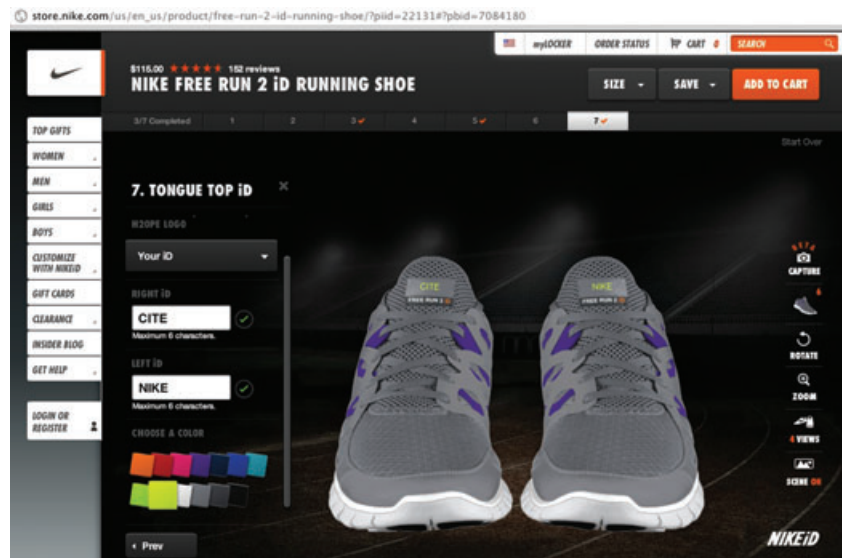 store.nike.com/us/en_us/product/free-run-2-id-running-shoe/?piid=22131#?pbid=7084180
myLOCKER ORDER STATUS CART 0 SEARCH
$115.00 152 reviews
NIKE FREE RUN 2 iD RUNNING SHOE
SIZE SAVE ADD TO CART
3/7 Completed 1 2 3 4 5 6 7
Start Over
TOP GIFTS
WOMEN
MEN
GIRLS
BOYS
CUSTOMIZE
WITH NIKEiD
GIFT CARDS
CLEARANCE
INSIDER BLOG
GET HELP
LOGIN OR
REGISTER
7. TONGUE TOP iD
H2OPE LOGO
Your iD
RIGHT iD
CITE
Maximum 6 characters.
LEFT iD
NIKE
Maximum 6 characters.
CHOOSE A COLOR
Prev
CITE
FREE RUN 2
NIKE
FREE RUN 2
BETA
CAPTURE
6
ROTATE
ZOOM
4 VIEWS
SCENE ON
NIKEiD